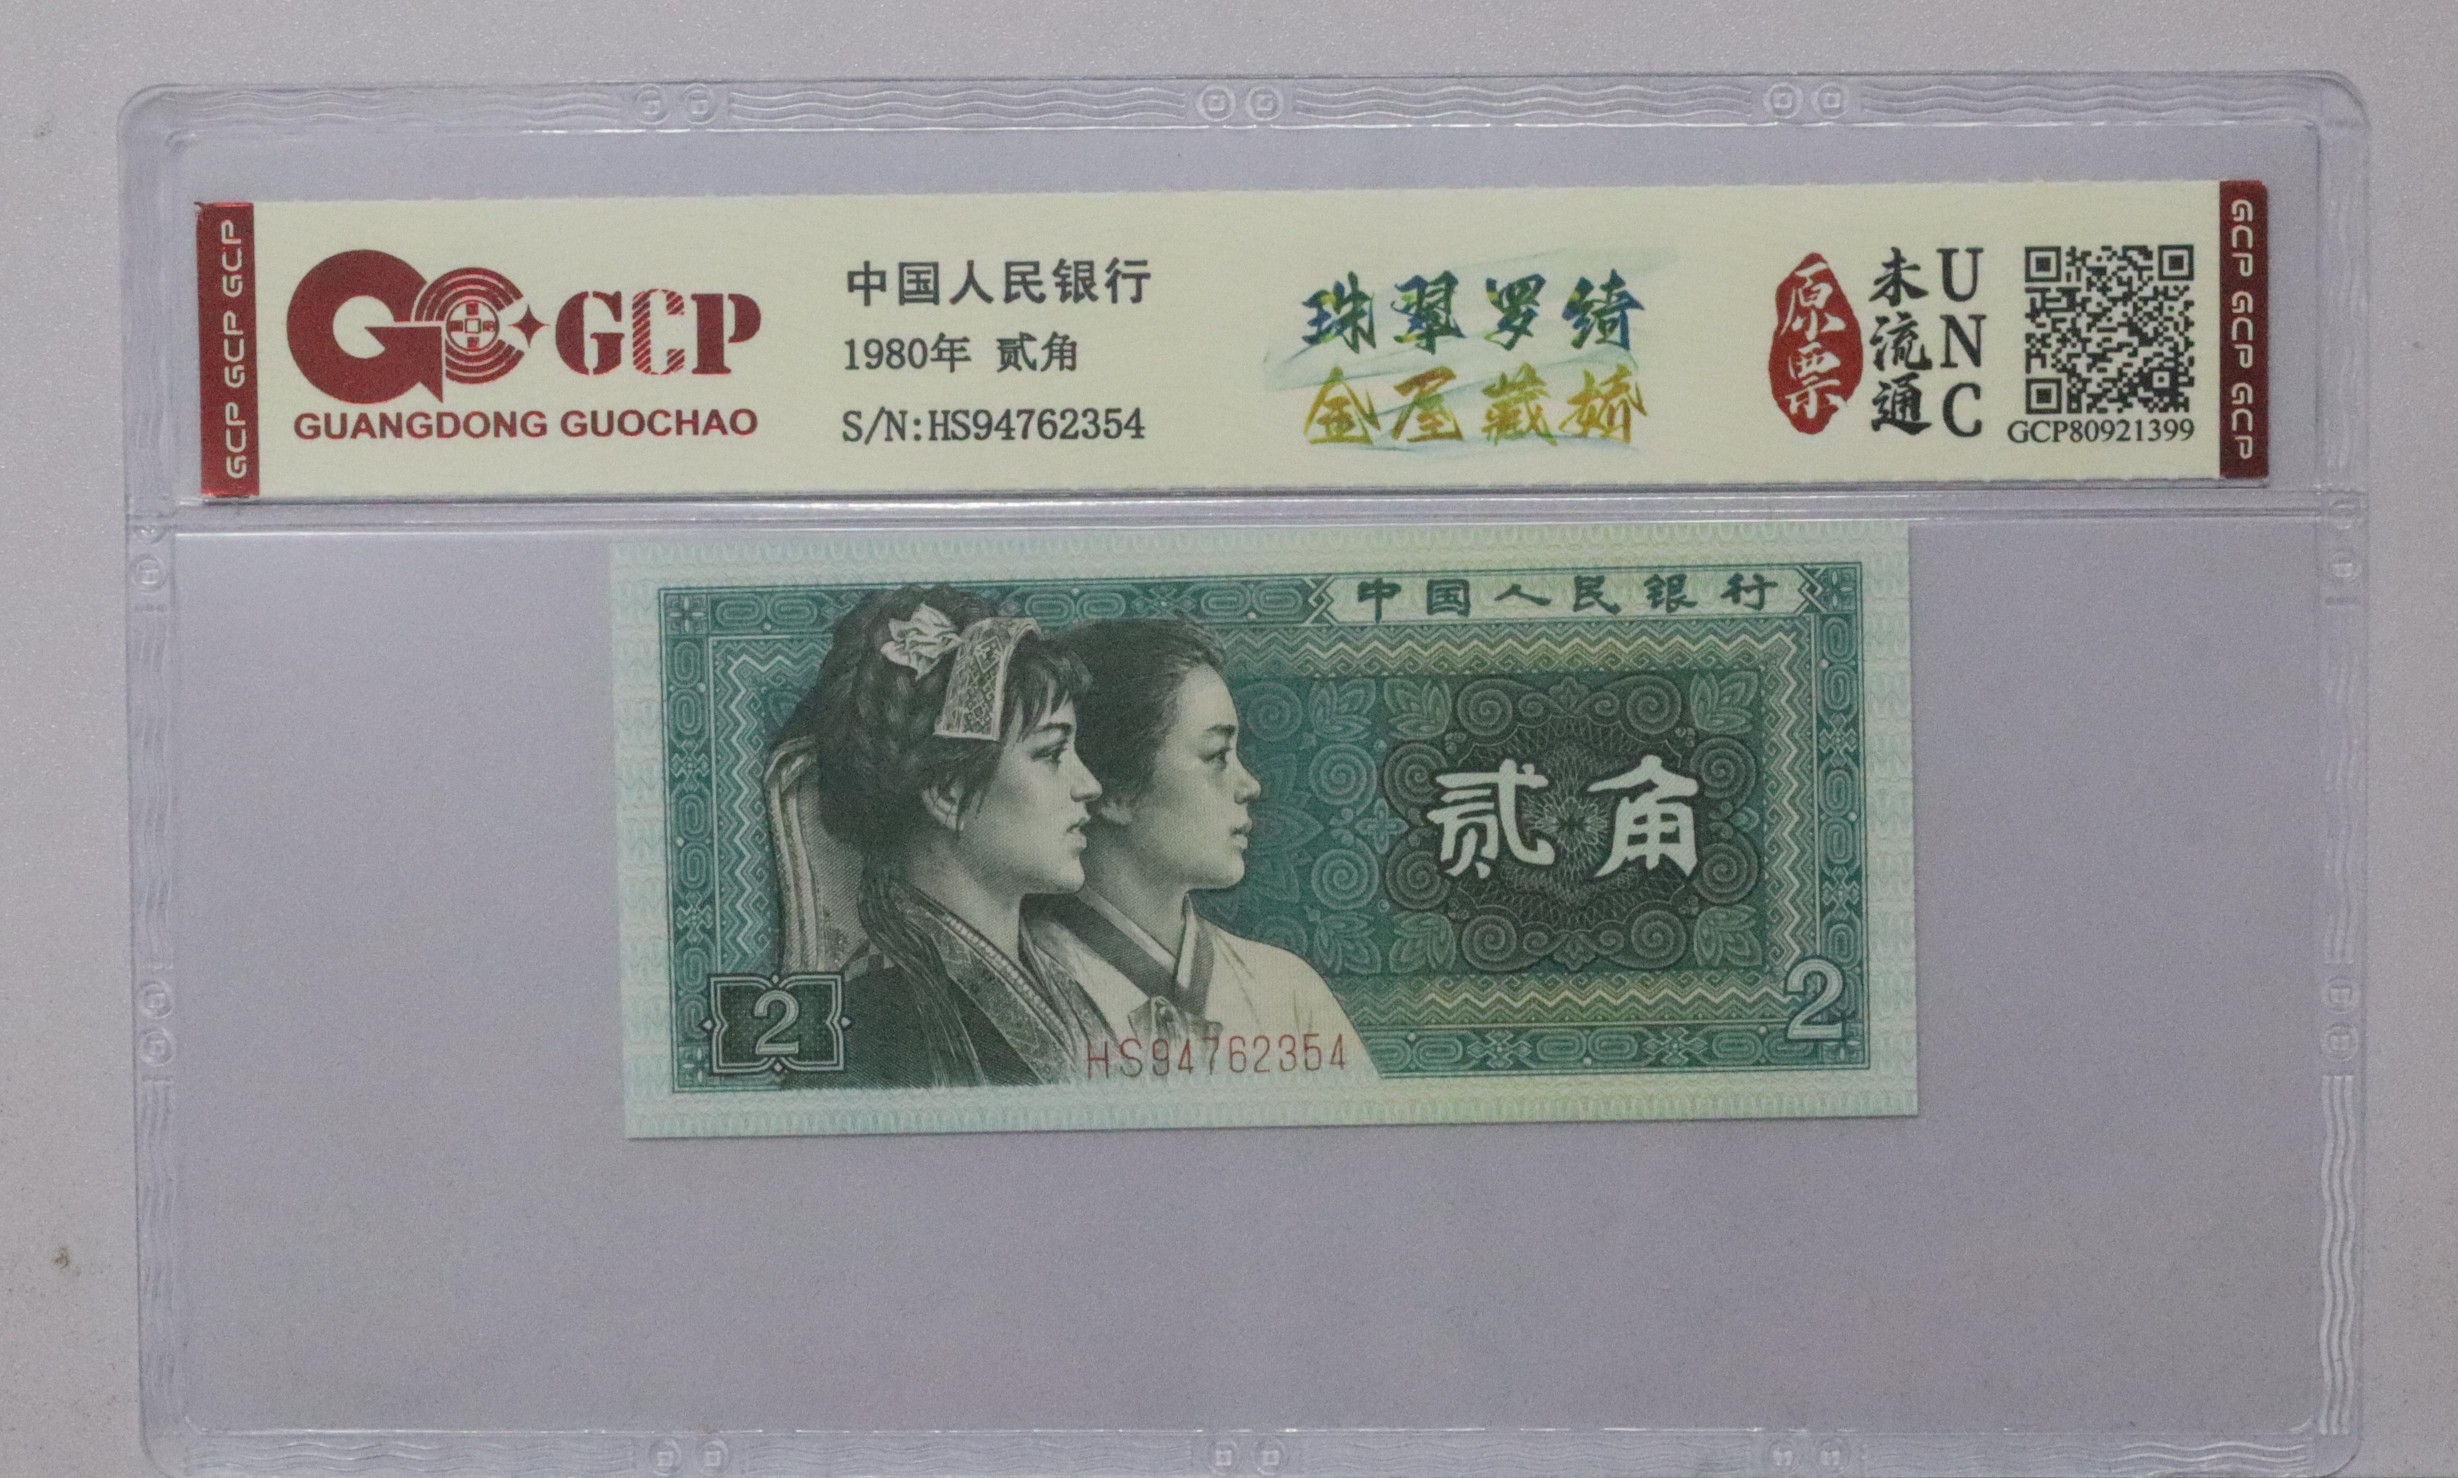 GCP GCP GCP
GCP
GUANGDONG GUOCHAO
中国人民银行
1980年 贰角
S/N:HS94762354
珠翠罗绮
金屋藏娇
原票
未流通
UNC
GCP80921399
GCP GCP GCP
中国人民银行
贰角
2
2
HS94762354